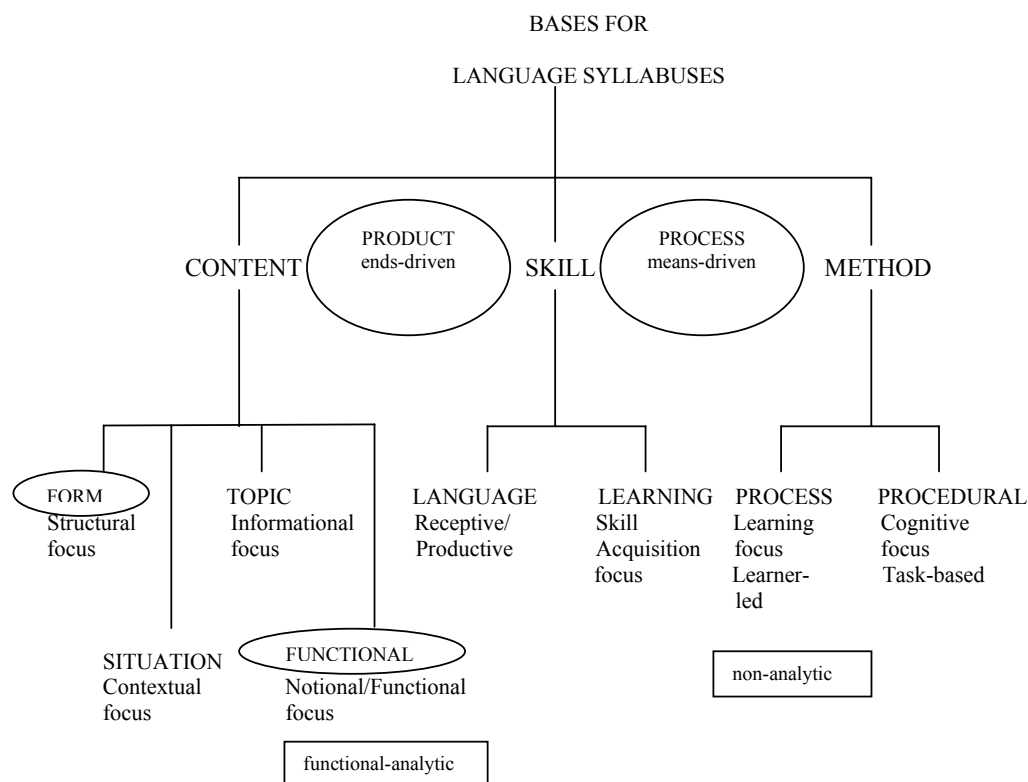 BASES FOR
LANGUAGE SYLLABUSES
PRODUCT
ends-driven
PROCESS
means-driven
CONTENT
SKILL
METHOD
FORM
Structural
focus
TOPIC
Informational
focus
LANGUAGE
Receptive/
Productive
LEARNING
Skill
Acquisition
focus
PROCESS
Learning
focus
Learner-
led
PROCEDURAL
Cognitive
focus
Task-based
SITUATION
Contextual
focus
FUNCTIONAL
Notional/Functional
focus
non-analytic
functional-analytic